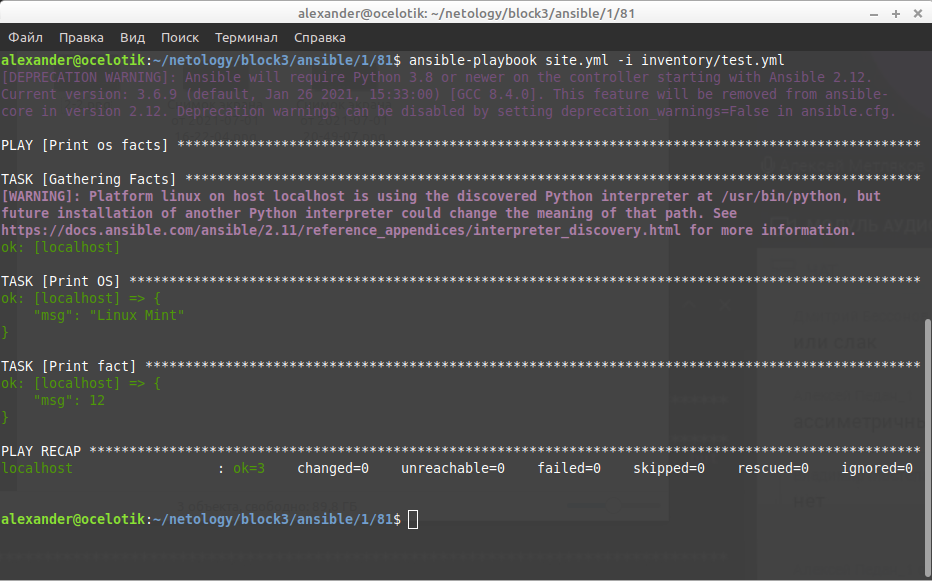 alexander@ocelotik: ~/netology/block3/ansible/1/81
Файл Правка Вид Поиск Терминал Справка
alexander@ocelotik:~/netology/block3/ansible/1/81$ ansible-playbook site.yml -i inventory/test.yml
[DEPRECATION WARNING]: Ansible will require Python 3.8 or newer on the controller starting with Ansible 2.12.
Current version: 3.6.9 (default, Jan 26 2021, 15:33:00) [GCC 8.4.0]. This feature will be removed from ansible-
core in version 2.12. Deprecation warnings can be disabled by setting deprecation_warnings=False in ansible.cfg.
PLAY [Print os facts] *********************************************************************************************
TASK [Gathering Facts] ********************************************************************************************
[WARNING]: Platform linux on host localhost is using the discovered Python interpreter at /usr/bin/python, but
future installation of another Python interpreter could change the meaning of that path. See
https://docs.ansible.com/ansible/2.11/reference_appendices/interpreter_discovery.html for more information.
ok: [localhost]
TASK [Print OS] ***************************************************************************************************
ok: [localhost] => {
    "msg": "Linux Mint"
}
TASK [Print fact] *************************************************************************************************
ok: [localhost] => {
    "msg": 12
}
PLAY RECAP ********************************************************************************************************
localhost                  : ok=3    changed=0    unreachable=0    failed=0    skipped=0    rescued=0    ignored=0
alexander@ocelotik:~/netology/block3/ansible/1/81$
или слак
нет